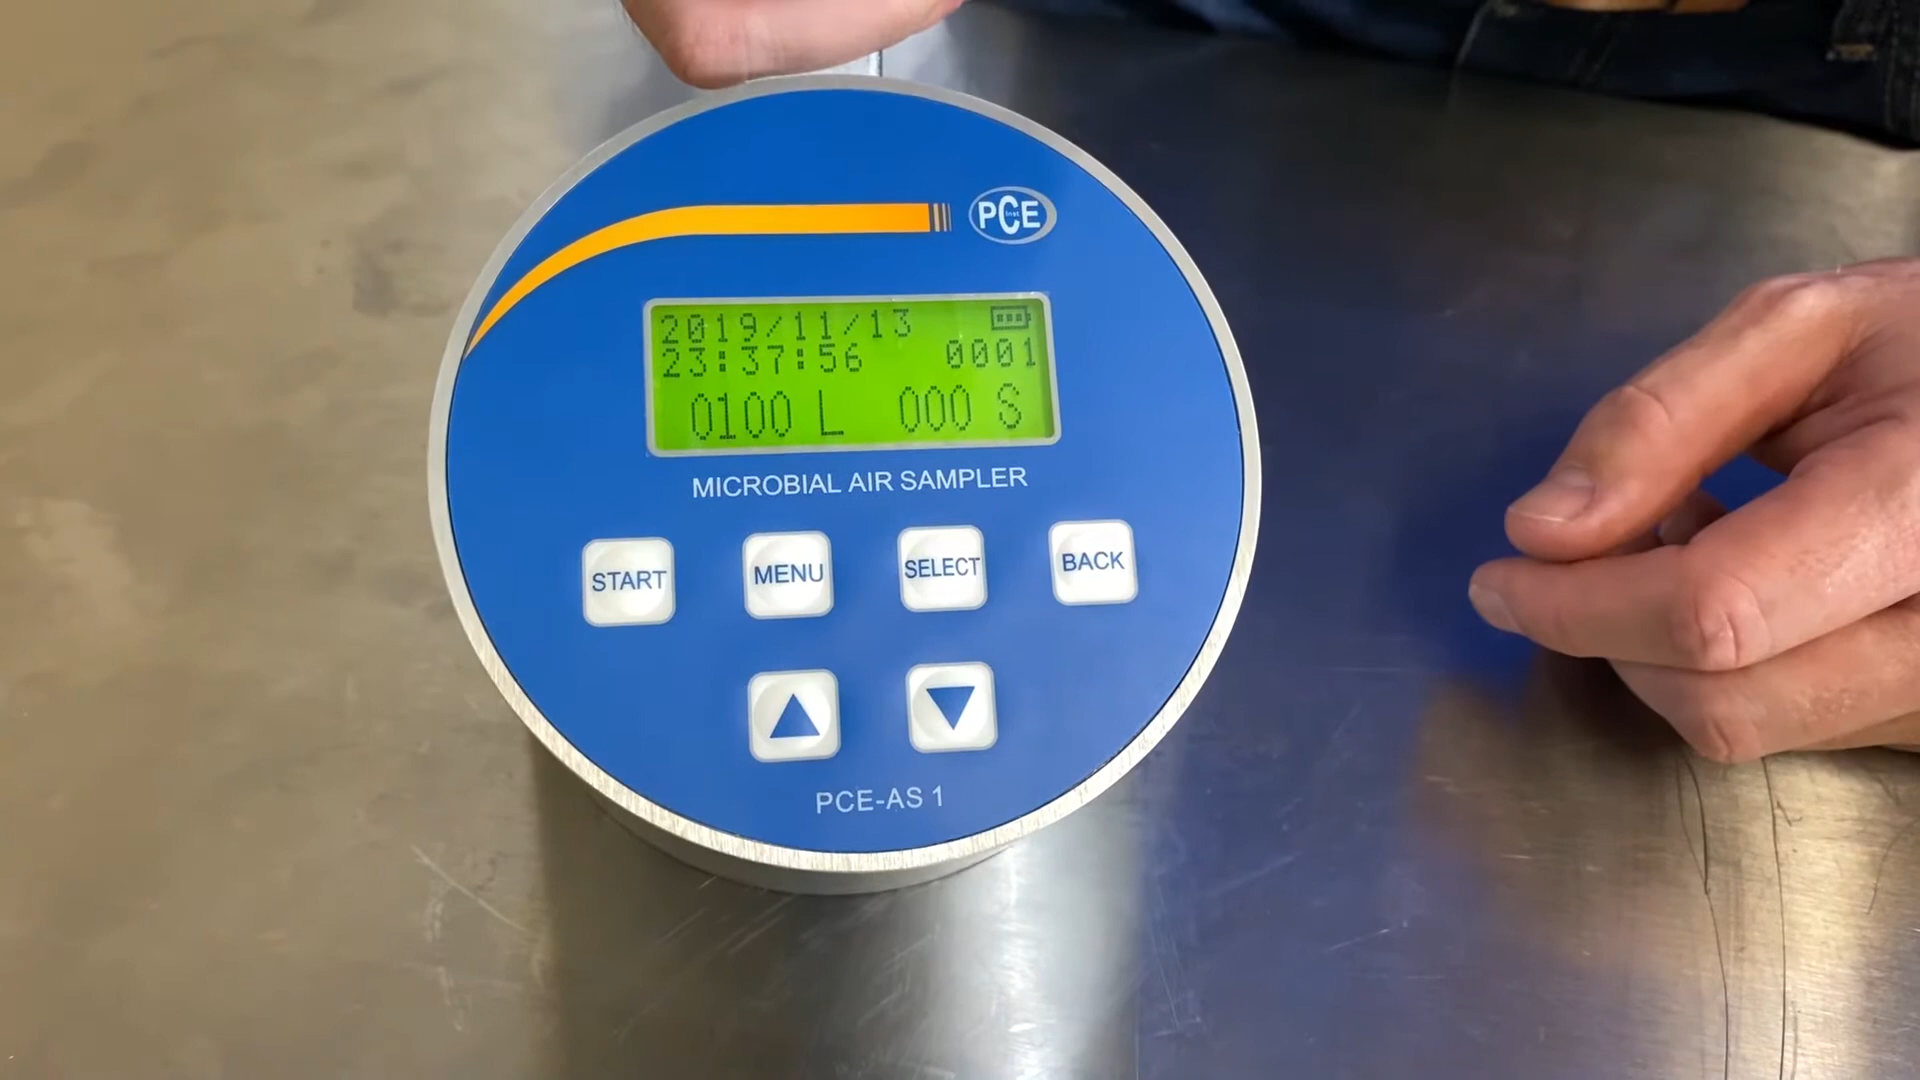 PCE
2019/11/13
23:37:56 0001
0100 L 000 S
MICROBIAL AIR SAMPLER
START MENU SELECT BACK
PCE-AS 1